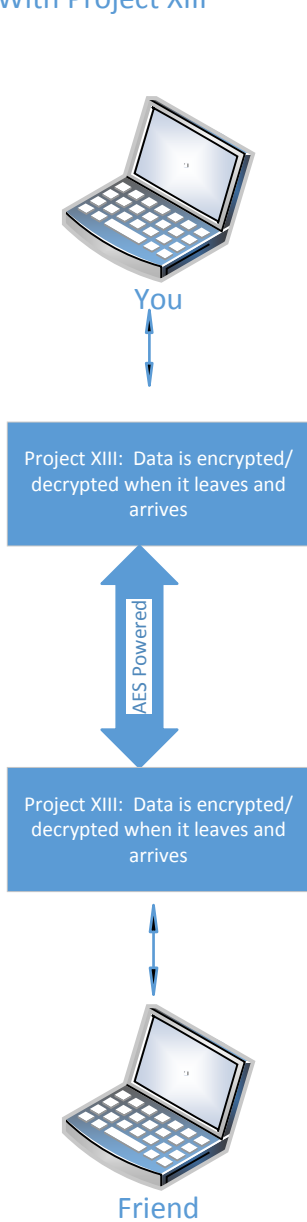 With Project XIII
You
Project XIII:  Data is encrypted/
decrypted when it leaves and
arrives
AES Powered
Project XIII:  Data is encrypted/
decrypted when it leaves and
arrives
Friend